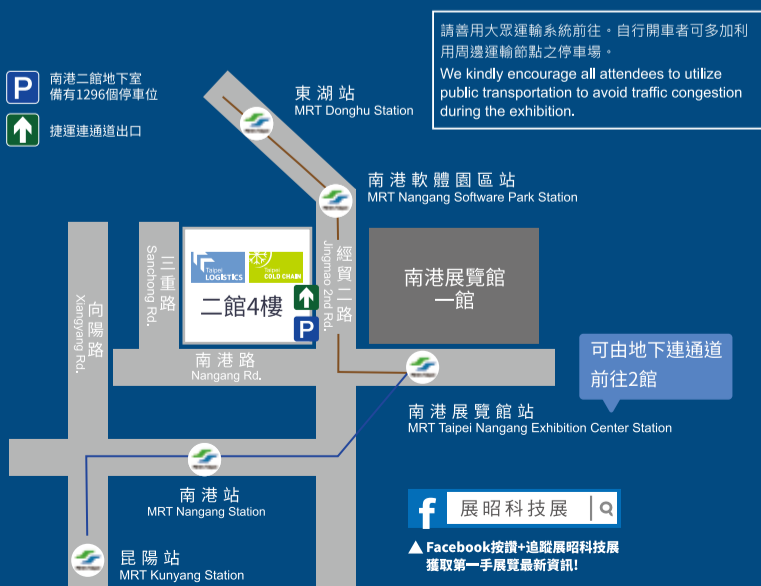 請善用大眾運輸系統前往。自行開車者可多加利
用周邊運輸節點之停車場。
We kindly encourage all attendees to utilize
public transportation to avoid traffic congestion
during the exhibition.
P
南港二館地下室
備有1296個停車位
捷運連通道出口
東湖站
MRT Donghu Station
南港軟體園區站
MRT Nangang Software Park Station
向陽路
Xiangyang Rd.
三重路
Sanchong Rd.
Taipei
LOGISTICS
Taipei
COLD CHAIN
二館4樓
P
經貿二路
Jingmao 2nd Rd.
南港展覽館
一館
南港路
Nangang Rd.
可由地下連通道
前往2館
南港展覽館站
MRT Taipei Nangang Exhibition Center Station
南港站
MRT Nangang Station
昆陽站
MRT Kunyang Station
f 展昭科技展
▲ Facebook按讚+追蹤展昭科技展
獲取第一手展覽最新資訊!